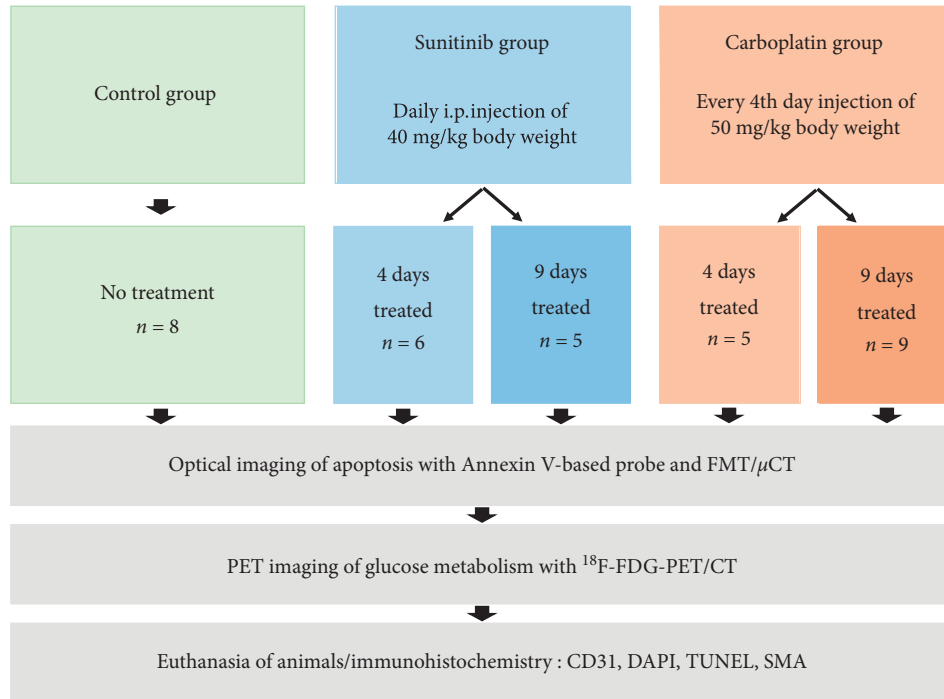 Control group
Sunitinib group
Daily i.p.injection of
40 mg/kg body weight
Carboplatin group
Every 4th day injection of
50 mg/kg body weight
No treatment
n = 8
4 days
treated
n = 6
9 days
treated
n = 5
4 days
treated
n = 5
9 days
treated
n = 9
Optical imaging of apoptosis with Annexin V-based probe and FMT/μCT
PET imaging of glucose metabolism with ¹⁸F-FDG-PET/CT
Euthanasia of animals/immunohistochemistry : CD31, DAPI, TUNEL, SMA